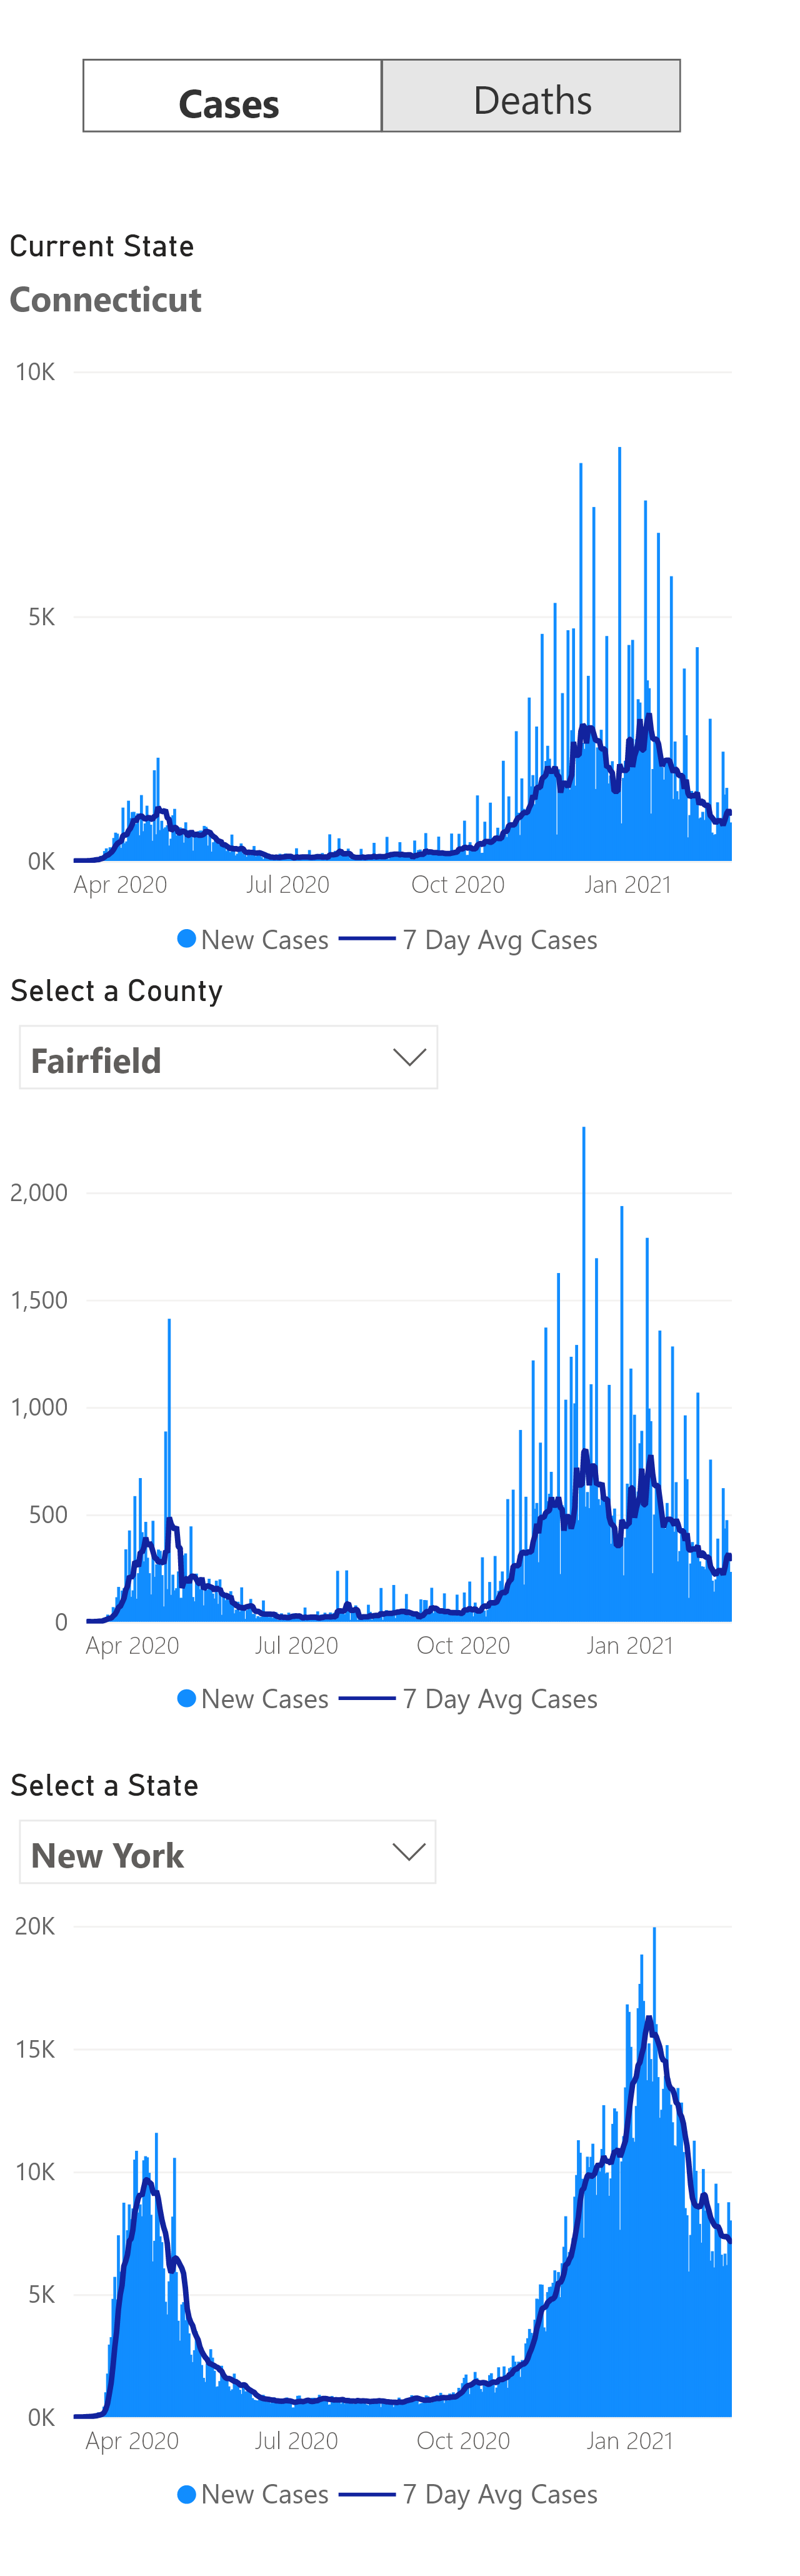 Cases Deaths
Current State
Connecticut
10K
5K
0K
Apr 2020 Jul 2020 Oct 2020 Jan 2021
New Cases 7 Day Avg Cases
Select a County
Fairfield
2,000
1,500
1,000
500
0
Apr 2020 Jul 2020 Oct 2020 Jan 2021
New Cases 7 Day Avg Cases
Select a State
New York
20K
15K
10K
5K
0K
Apr 2020 Jul 2020 Oct 2020 Jan 2021
New Cases 7 Day Avg Cases